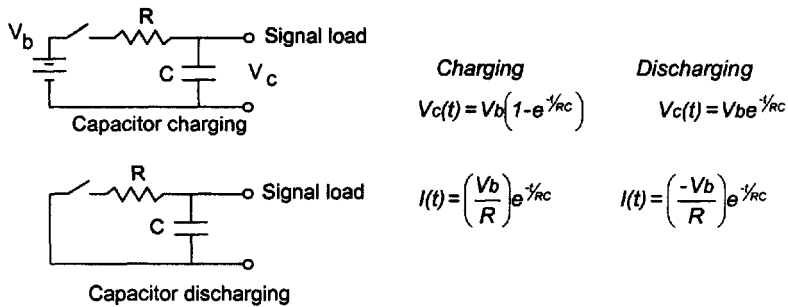 R
V_b
Signal load
C
V_c
Capacitor charging
R
Signal load
C
Capacitor discharging
Charging
Discharging
Vc(t) = Vb(1-e^-t/RC)
Vc(t) = Vbe^-t/RC
I(t) = (Vb/R)e^-t/RC
I(t) = (-Vb/R)e^-t/RC